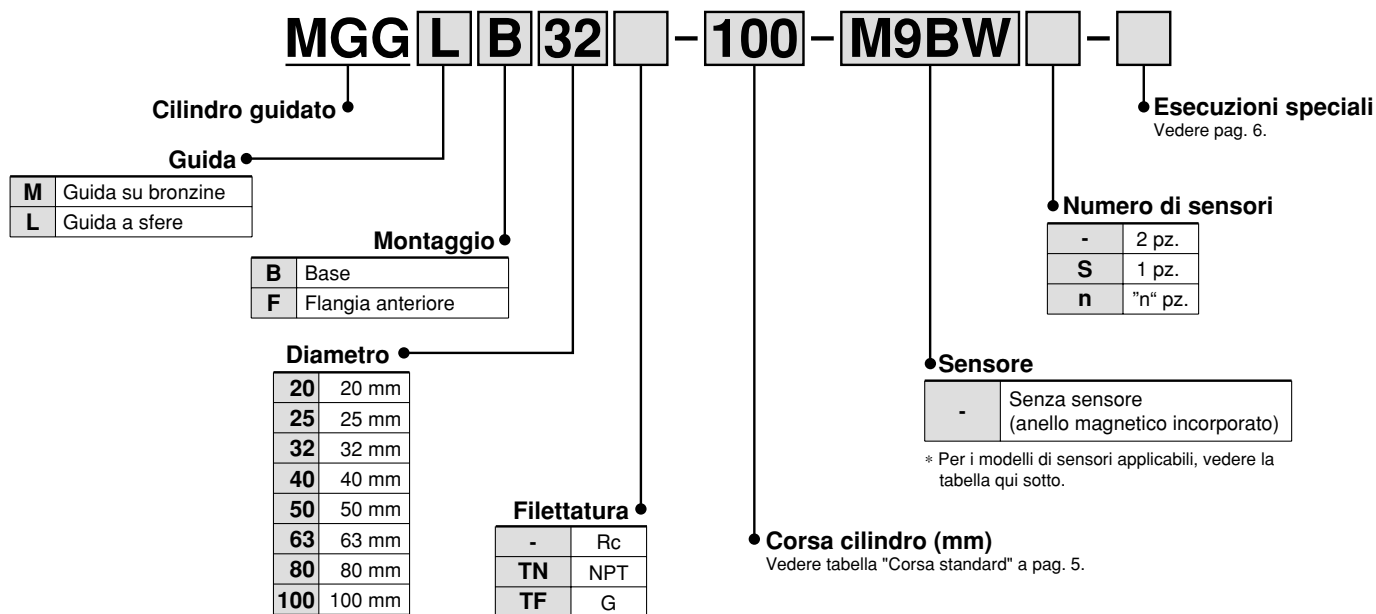 MGG L B 32 - 100 - M9BW -
Cilindro guidato
Esecuzioni speciali
Vedere pag. 6.
Guida
M Guida su bronzine
L Guida a sfere
Numero di sensori
- 2 pz.
S 1 pz.
n "n“ pz.
Montaggio
B Base
F Flangia anteriore
Diametro
20 20 mm
25 25 mm
32 32 mm
40 40 mm
50 50 mm
63 63 mm
80 80 mm
100 100 mm
Sensore
- Senza sensore
(anello magnetico incorporato)
∗ Per i modelli di sensori applicabili, vedere la
tabella qui sotto.
Filettatura
- Rc
TN NPT
TF G
Corsa cilindro (mm)
Vedere tabella "Corsa standard" a pag. 5.